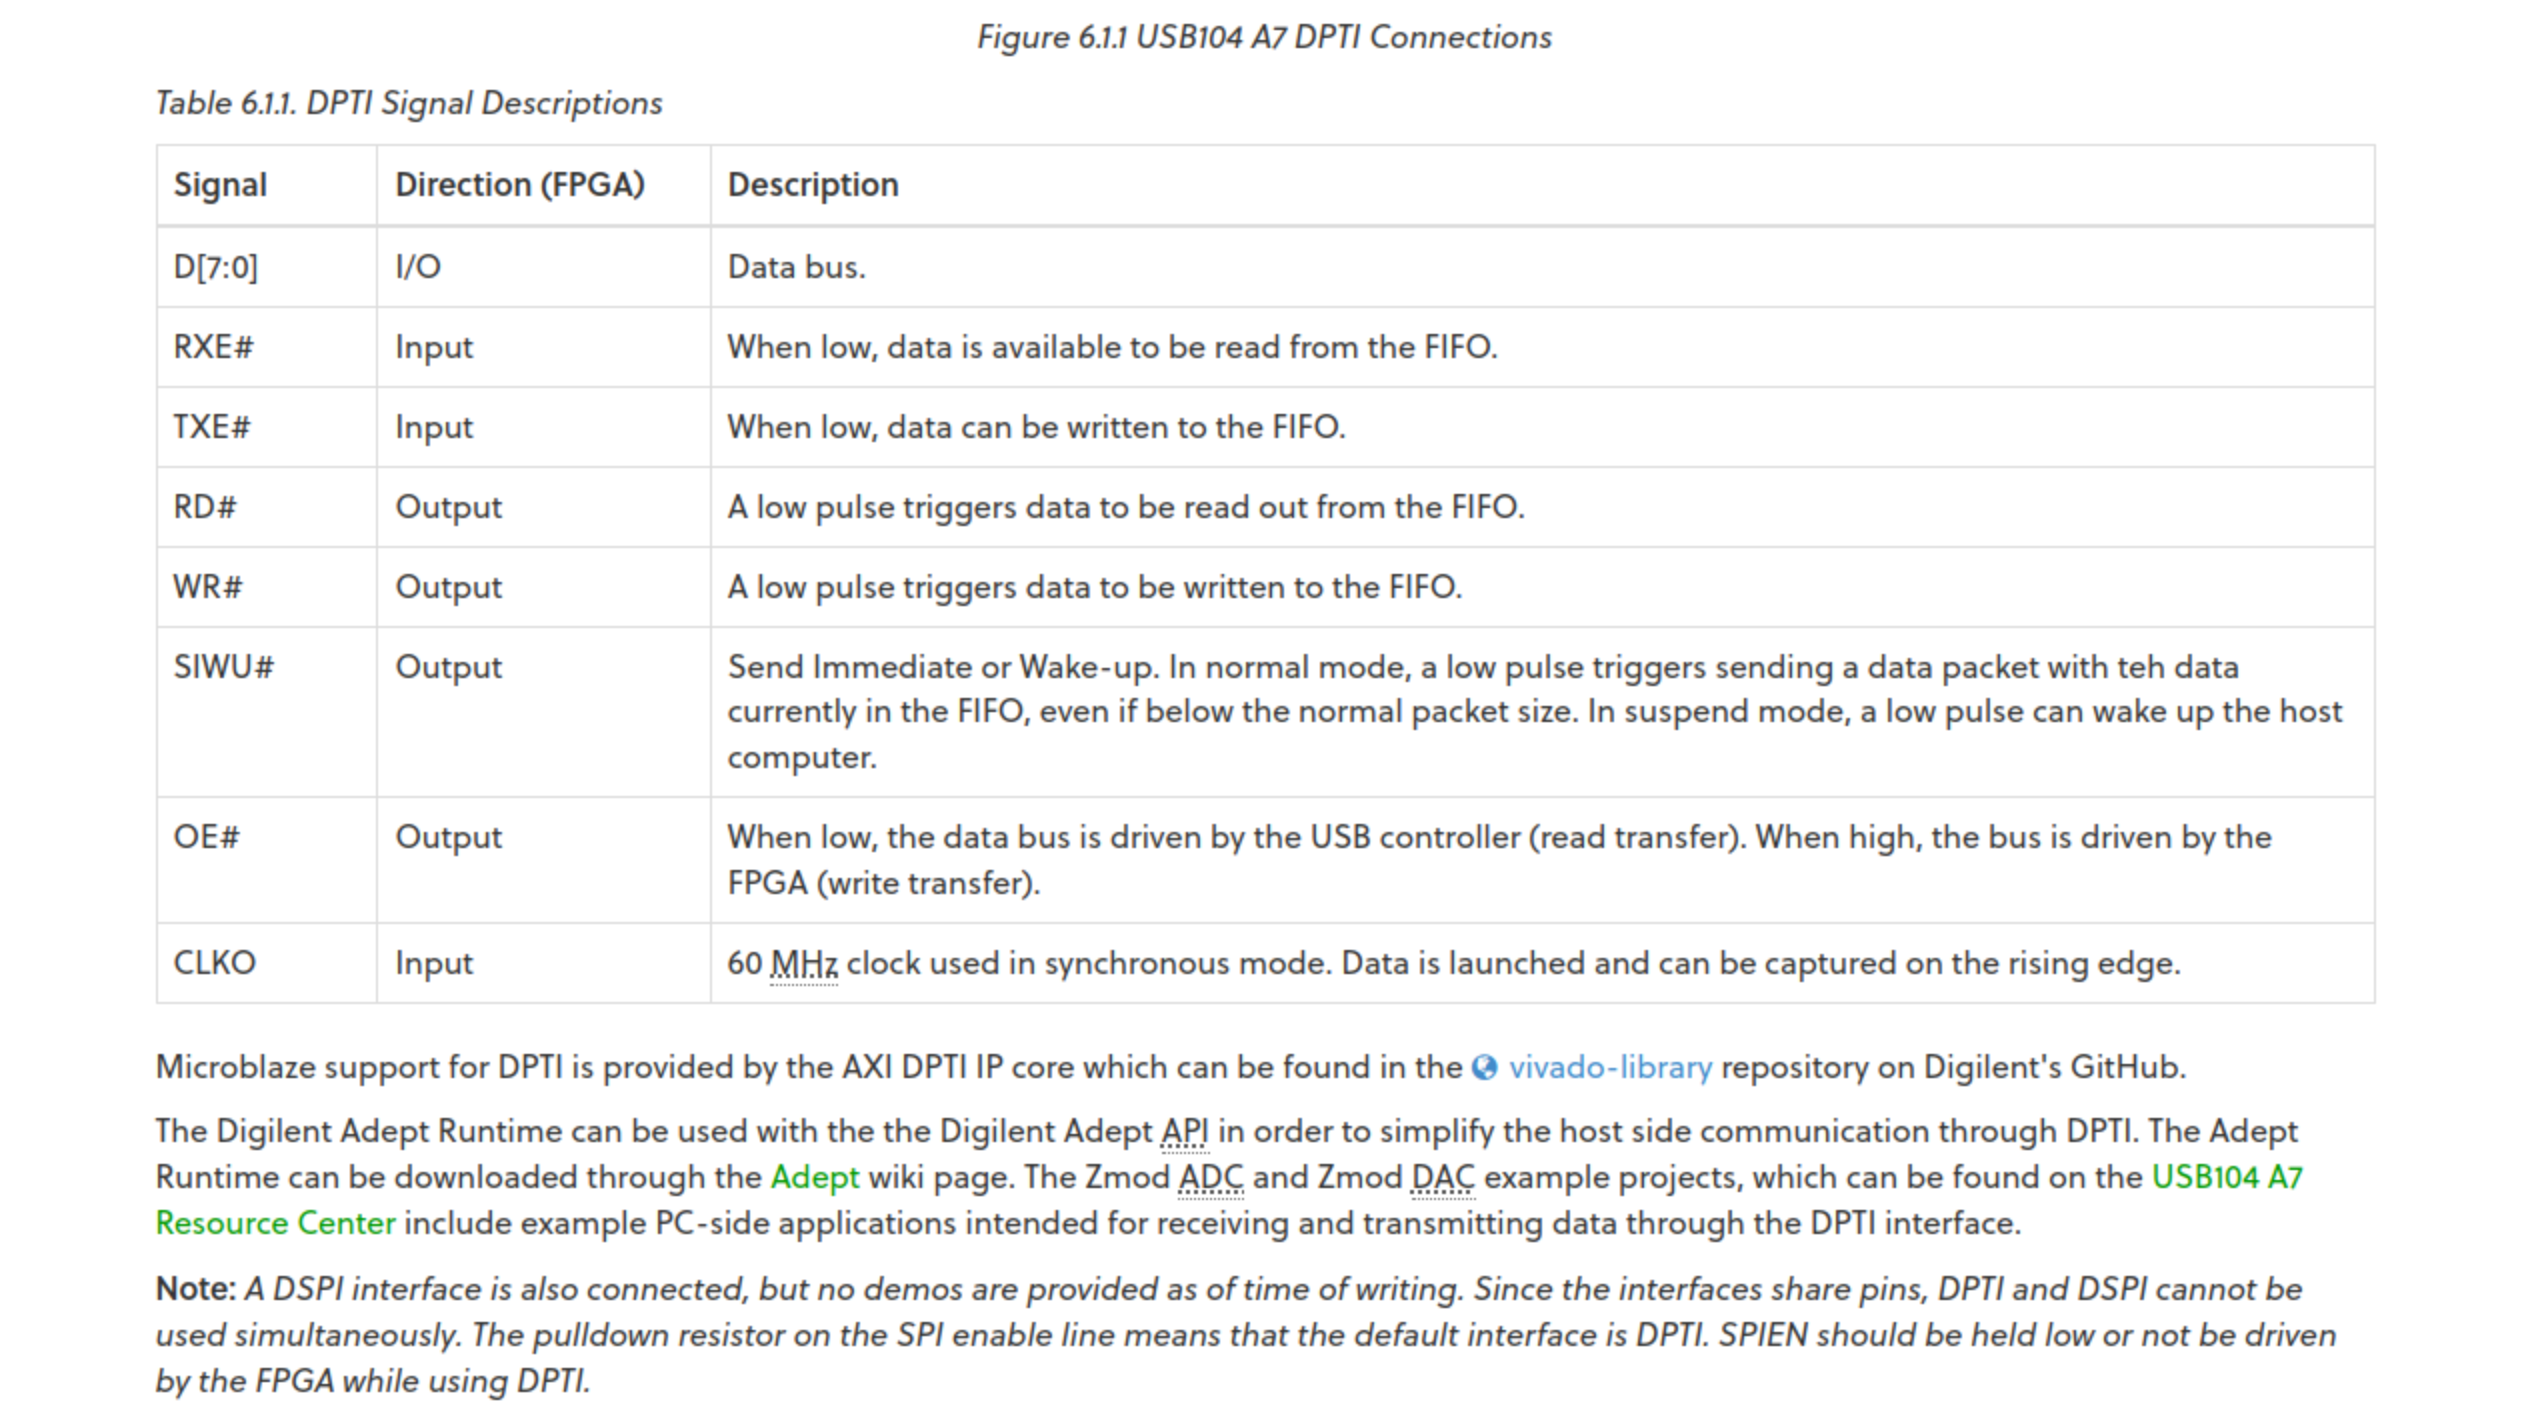 Figure 6.1.1 USB104 A7 DPTI Connections
Table 6.1.1. DPTI Signal Descriptions
Signal Direction (FPGA) Description
D[7:0] I/O Data bus.
RXE# Input When low, data is available to be read from the FIFO.
TXE# Input When low, data can be written to the FIFO.
RD# Output A low pulse triggers data to be read out from the FIFO.
WR# Output A low pulse triggers data to be written to the FIFO.
SIWU# Output Send Immediate or Wake-up. In normal mode, a low pulse triggers sending a data packet with teh data
currently in the FIFO, even if below the normal packet size. In suspend mode, a low pulse can wake up the host
computer.
OE# Output When low, the data bus is driven by the USB controller (read transfer). When high, the bus is driven by the
FPGA (write transfer).
CLKO Input 60 MHz clock used in synchronous mode. Data is launched and can be captured on the rising edge.
Microblaze support for DPTI is provided by the AXI DPTI IP core which can be found in the vivado-library repository on Digilent's GitHub.
The Digilent Adept Runtime can be used with the the Digilent Adept API in order to simplify the host side communication through DPTI. The Adept
Runtime can be downloaded through the Adept wiki page. The Zmod ADC and Zmod DAC example projects, which can be found on the USB104 A7
Resource Center include example PC-side applications intended for receiving and transmitting data through the DPTI interface.
Note: A DSPI interface is also connected, but no demos are provided as of time of writing. Since the interfaces share pins, DPTI and DSPI cannot be
used simultaneously. The pulldown resistor on the SPI enable line means that the default interface is DPTI. SPIEN should be held low or not be driven
by the FPGA while using DPTI.